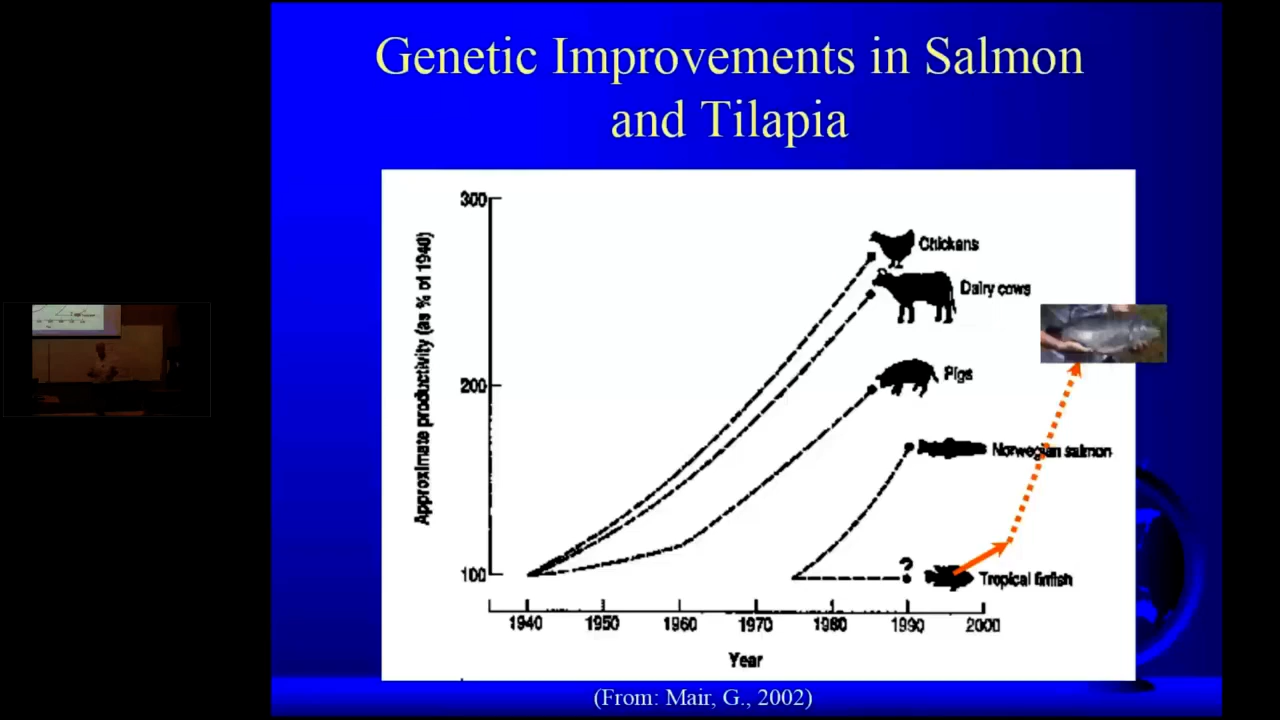 Genetic Improvements in Salmon
and Tilapia
300
200
100
Approximate productivity (as % of 1940)
Chickens
Dairy cows
Pigs
Norwegian salmon
?
Tropical finfish
1940 1950 1960 1970 1980 1990 2000
Year
(From: Mair, G., 2002)